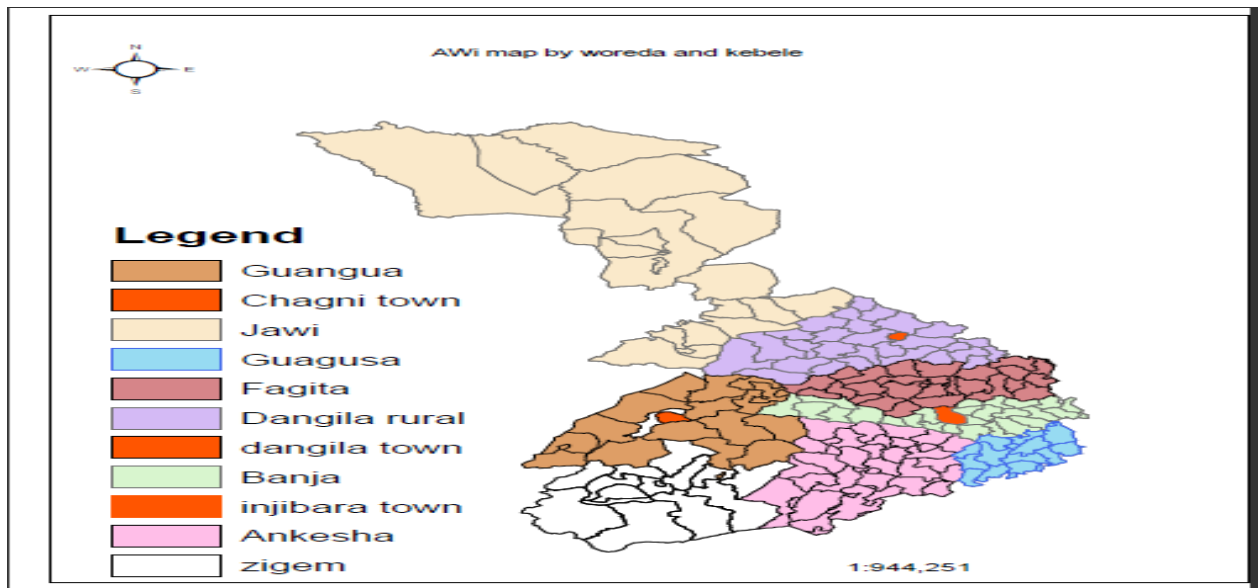 AWi map by woreda and kebele
N
W E
S
Legend
Guangua
Chagni town
Jawi
Guagusa
Fagita
Dangila rural
dangila town
Banja
injibara town
Ankesha
zigem
1:944,251